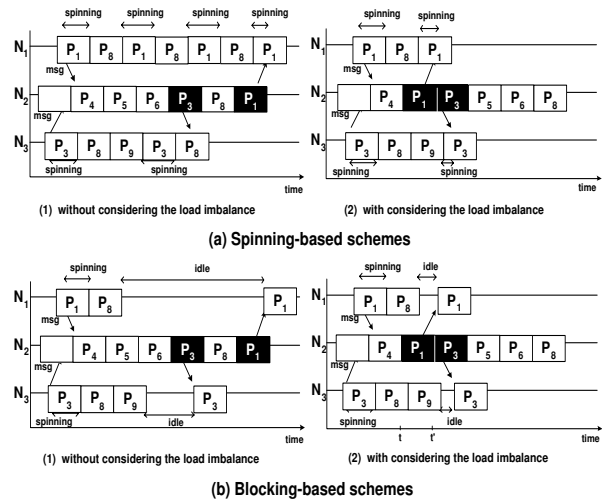 spinning spinning spinning spinning
N1 P1 P8 P1 P8 P1 P8 P1
msg
N2 P4 P5 P6 P3 P8 P1
msg
N3 P3 P8 P9 P3 P8
spinning spinning
time
(1) without considering the load imbalance
spinning spinning
N1 P1 P8 P1
msg
N2 P4 P1 P3 P5 P6 P8
msg
N3 P3 P8 P9 P3
spinning spinning
time
(2) with considering the load imbalance
(a) Spinning-based schemes
spinning idle
N1 P1 P8 P1
msg
N2 P4 P5 P6 P3 P8 P1
msg
N3 P3 P8 P9 P3
spinning idle
time
(1) without considering the load imbalance
spinning idle
N1 P1 P8 P1
msg
N2 P4 P1 P3 P5 P6 P8
msg
N3 P3 P8 P9 P3
spinning idle
t t' time
(2) with considering the load imbalance
(b) Blocking-based schemes